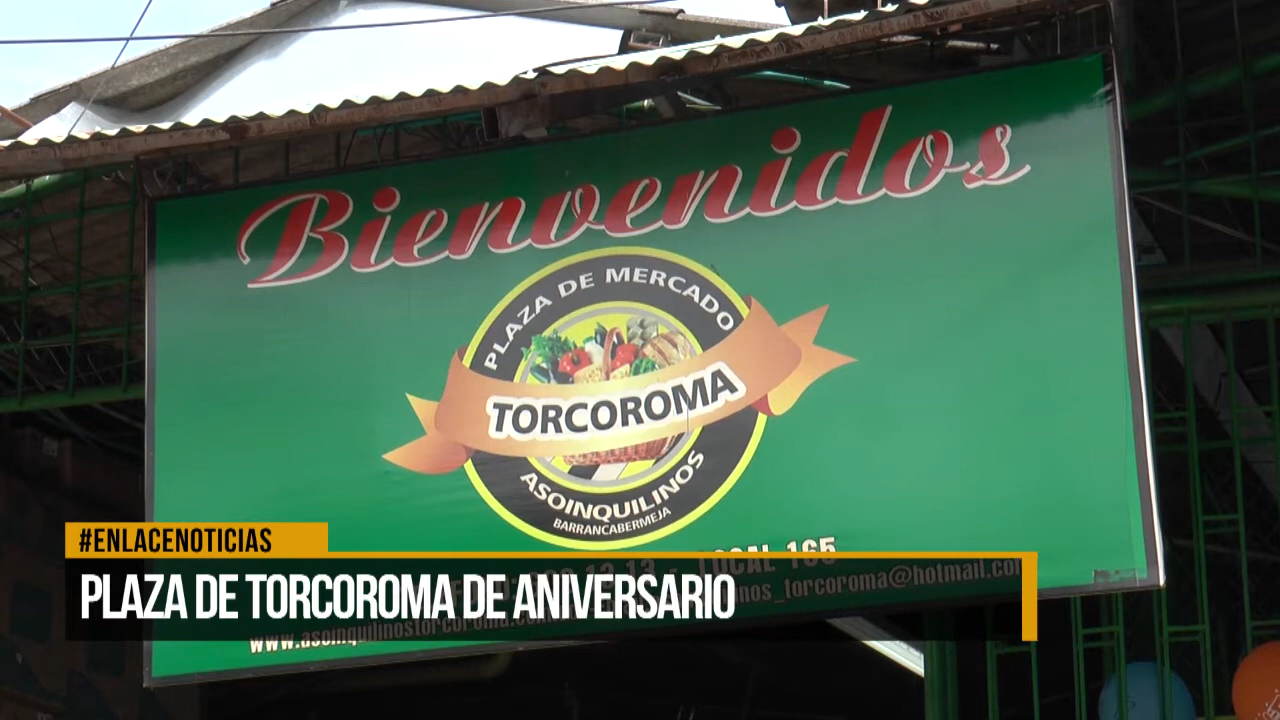 Bienvenidos
PLAZA DE MERCADO
TORCOROMA
ASOINQUILINOS
BARRANCABERMEJA
LOCAL 165
#ENLACENOTICIAS
PLAZA DE TORCOROMA DE ANIVERSARIO